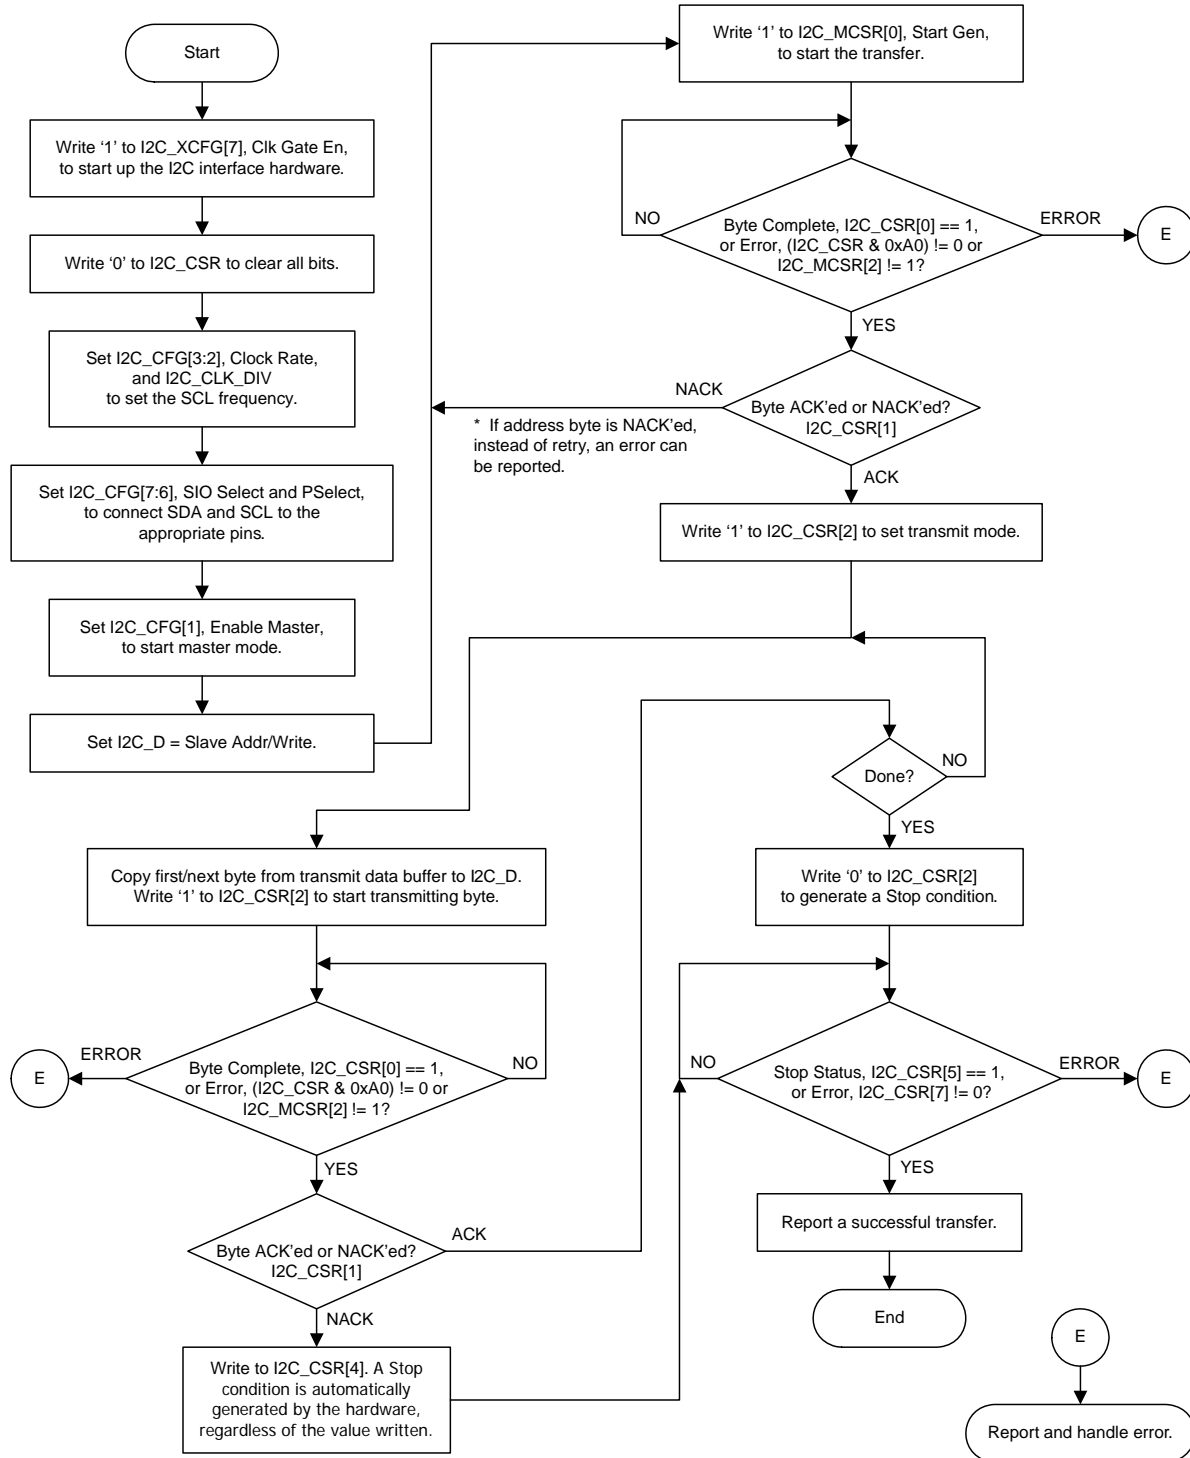 Start
Write ‘1’ to I2C_XCFG[7], Clk Gate En,
to start up the I2C interface hardware.
Write ‘0’ to I2C_CSR to clear all bits.
Set I2C_CFG[3:2], Clock Rate,
and I2C_CLK_DIV
to set the SCL frequency.
Set I2C_CFG[7:6], SIO Select and PSelect,
to connect SDA and SCL to the
appropriate pins.
Set I2C_CFG[1], Enable Master,
to start master mode.
Set I2C_D = Slave Addr/Write.
Write ‘1’ to I2C_MCSR[0], Start Gen,
to start the transfer.
NO
Byte Complete, I2C_CSR[0] == 1,
or Error, (I2C_CSR & 0xA0) != 0 or
I2C_MCSR[2] != 1?
ERROR
E
YES
NACK
Byte ACK’ed or NACK’ed?
I2C_CSR[1]
* If address byte is NACK’ed,
instead of retry, an error can
be reported.
ACK
Write ‘1’ to I2C_CSR[2] to set transmit mode.
Copy first/next byte from transmit data buffer to I2C_D.
Write ‘1’ to I2C_CSR[2] to start transmitting byte.
ERROR
E
Byte Complete, I2C_CSR[0] == 1,
or Error, (I2C_CSR & 0xA0) != 0 or
I2C_MCSR[2] != 1?
NO
YES
Byte ACK’ed or NACK’ed?
I2C_CSR[1]
ACK
NACK
Write to I2C_CSR[4]. A Stop
condition is automatically
generated by the hardware,
regardless of the value written.
Done?
NO
YES
Write ‘0’ to I2C_CSR[2]
to generate a Stop condition.
NO
Stop Status, I2C_CSR[5] == 1,
or Error, I2C_CSR[7] != 0?
ERROR
E
YES
Report a successful transfer.
End
E
Report and handle error.